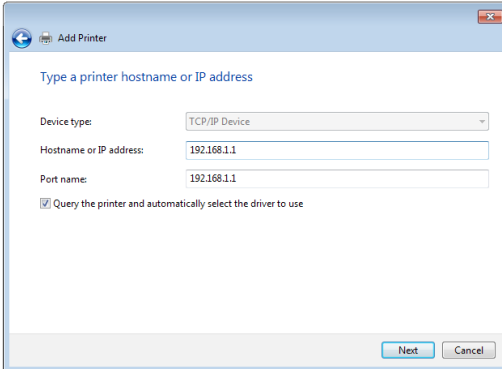 Add Printer
Type a printer hostname or IP address
Device type:
TCP/IP Device
Hostname or IP address:
192.168.1.1
Port name:
192.168.1.1
Query the printer and automatically select the driver to use
Next
Cancel